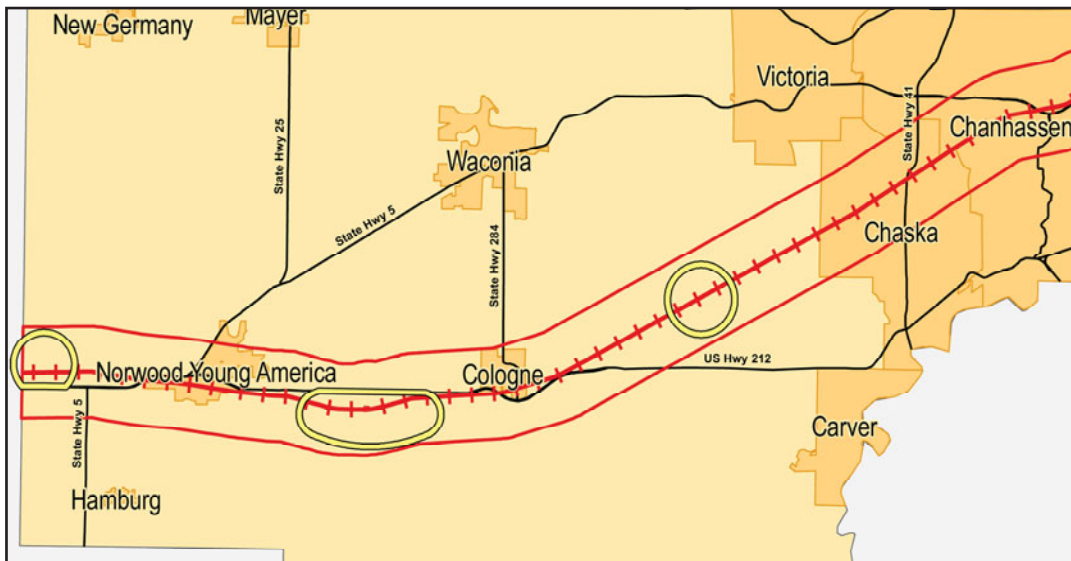 New Germany
Mayer
Victoria
State Hwy 41
Chanhassen
State Hwy 25
Waconia
State Hwy 5
State Hwy 284
Chaska
US Hwy 212
Norwood Young America
Cologne
State Hwy 5
Carver
Hamburg